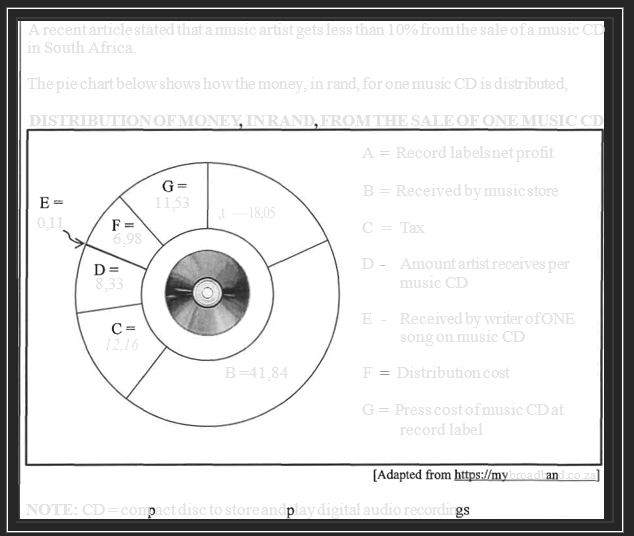 A recent article stated that a music artist gets less than 10% from the sale of a music CD
in South Africa.
The pie chart below shows how the money, in rand, for one music CD is distributed,
DISTRIBUTION OF MONEY, IN RAND, FROM THE SALE OF ONE MUSIC CD
A = Record labels net profit
G =
11,53
B = Received by music store
E =
0,11
18,05
F =
6,98
C = Tax
D =
8,33
D - Amount artist receives per
music CD
C =
12,16
E - Received by writer of ONE
song on music CD
B =41,84
F = Distribution cost
G = Press cost of music CD at
record label
[Adapted from https://mybroadband.co.za]
NOTE: CD = compact disc to store and play digital audio recordings